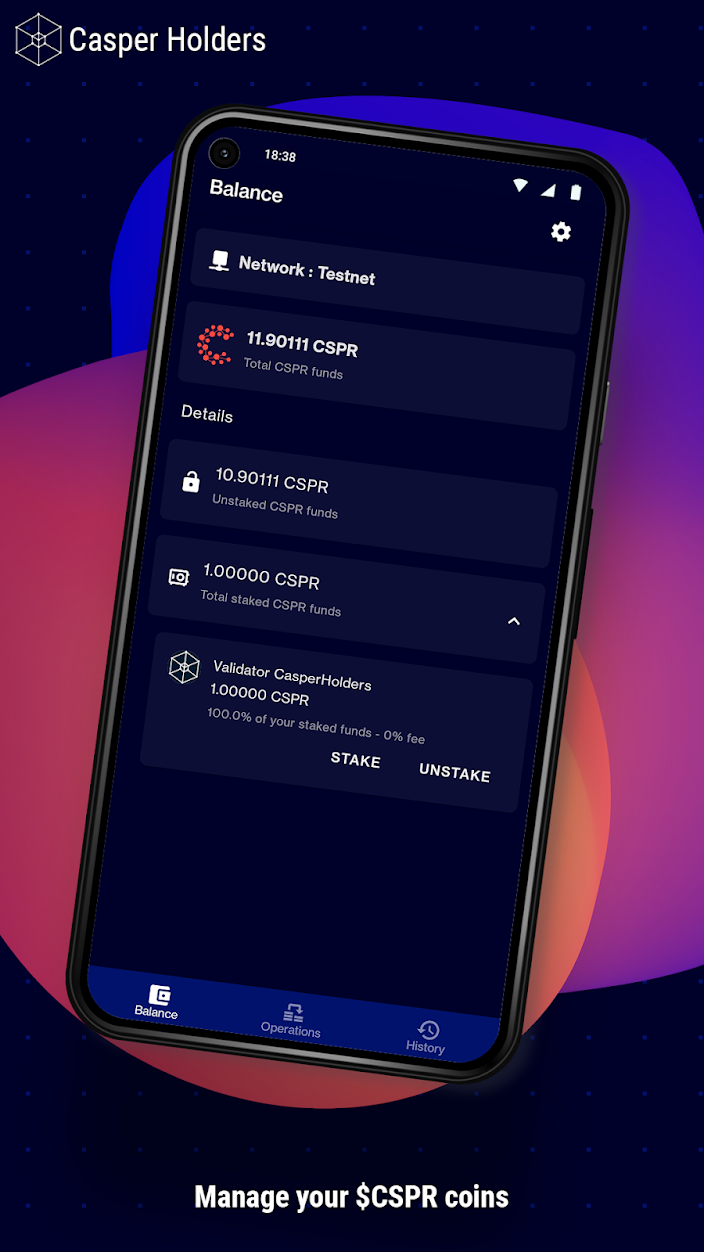 Casper Holders
18:38
Balance
Network : Testnet
11.90111 CSPR
Total CSPR funds
Details
10.90111 CSPR
Unstaked CSPR funds
1.00000 CSPR
Total staked CSPR funds
Validator CasperHolders
1.00000 CSPR
100.0% of your staked funds - 0% fee
STAKE UNSTAKE
Balance Operations History
Manage your $CSPR coins